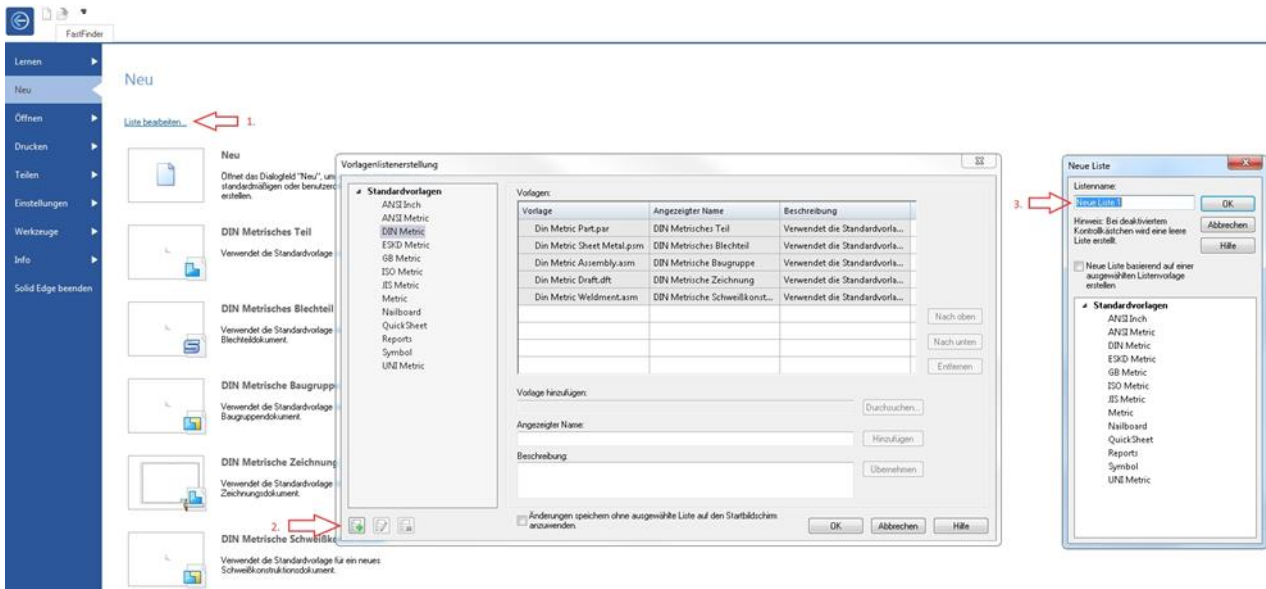 FastFinder
Lernen
Neu
Öffnen
Drucken
Teilen
Einstellungen
Werkzeuge
Info
Solid Edge beenden
Neu
Liste bearbeiten...
1.
Neu
Öffnet das Dialogfeld "Neu", um
standardmäßigen oder benutzerd
erstellen.
DIN Metrisches Teil
Verwendet die Standardvorlage
DIN Metrisches Blechteil
Verwendet die Standardvorlage
Blechteildokument.
DIN Metrische Baugrupp
Verwendet die Standardvorlage
Baugruppendokument.
DIN Metrische Zeichnung
Verwendet die Standardvorlage
Zeichnungsdokument.
DIN Metrische Schweißko
Verwendet die Standardvorlage für ein neues
Schweißkonstruktionsdokument.
2.
Vorlagenlistenerstellung
Standardvorlagen
ANSI Inch
ANSI Metric
DIN Metric
ESKD Metric
GB Metric
ISO Metric
JIS Metric
Metric
Nailboard
QuickSheet
Reports
Symbol
UNI Metric
Vorlagen:
Vorlage Angezeigter Name Beschreibung
Din Metric Part.par DIN Metrisches Teil Verwendet die Standardvorla...
Din Metric Sheet Metal.psm DIN Metrisches Blechteil Verwendet die Standardvorla...
Din Metric Assembly.asm DIN Metrische Baugruppe Verwendet die Standardvorla...
Din Metric Draft.dft DIN Metrische Zeichnung Verwendet die Standardvorla...
Din Metric Weldment.asm DIN Metrische Schweißkonst... Verwendet die Standardvorla...
Nach oben
Nach unten
Entfernen
Vorlage hinzufügen:
Durchsuchen...
Angezeigter Name:
Hinzufügen
Beschreibung:
Übernehmen
Änderungen speichern ohne ausgewählte Liste auf den Startbildschirm
anzuwenden.
OK Abbrechen Hilfe
3.
Neue Liste
Listenname:
Neue Liste 1
OK
Hinweis: Bei deaktiviertem
Kontrollkästchen wird eine leere
Liste erstellt.
Abbrechen
Hilfe
Neue Liste basierend auf einer
ausgewählten Listenvorlage
erstellen
Standardvorlagen
ANSI Inch
ANSI Metric
DIN Metric
ESKD Metric
GB Metric
ISO Metric
JIS Metric
Metric
Nailboard
QuickSheet
Reports
Symbol
UNI Metric